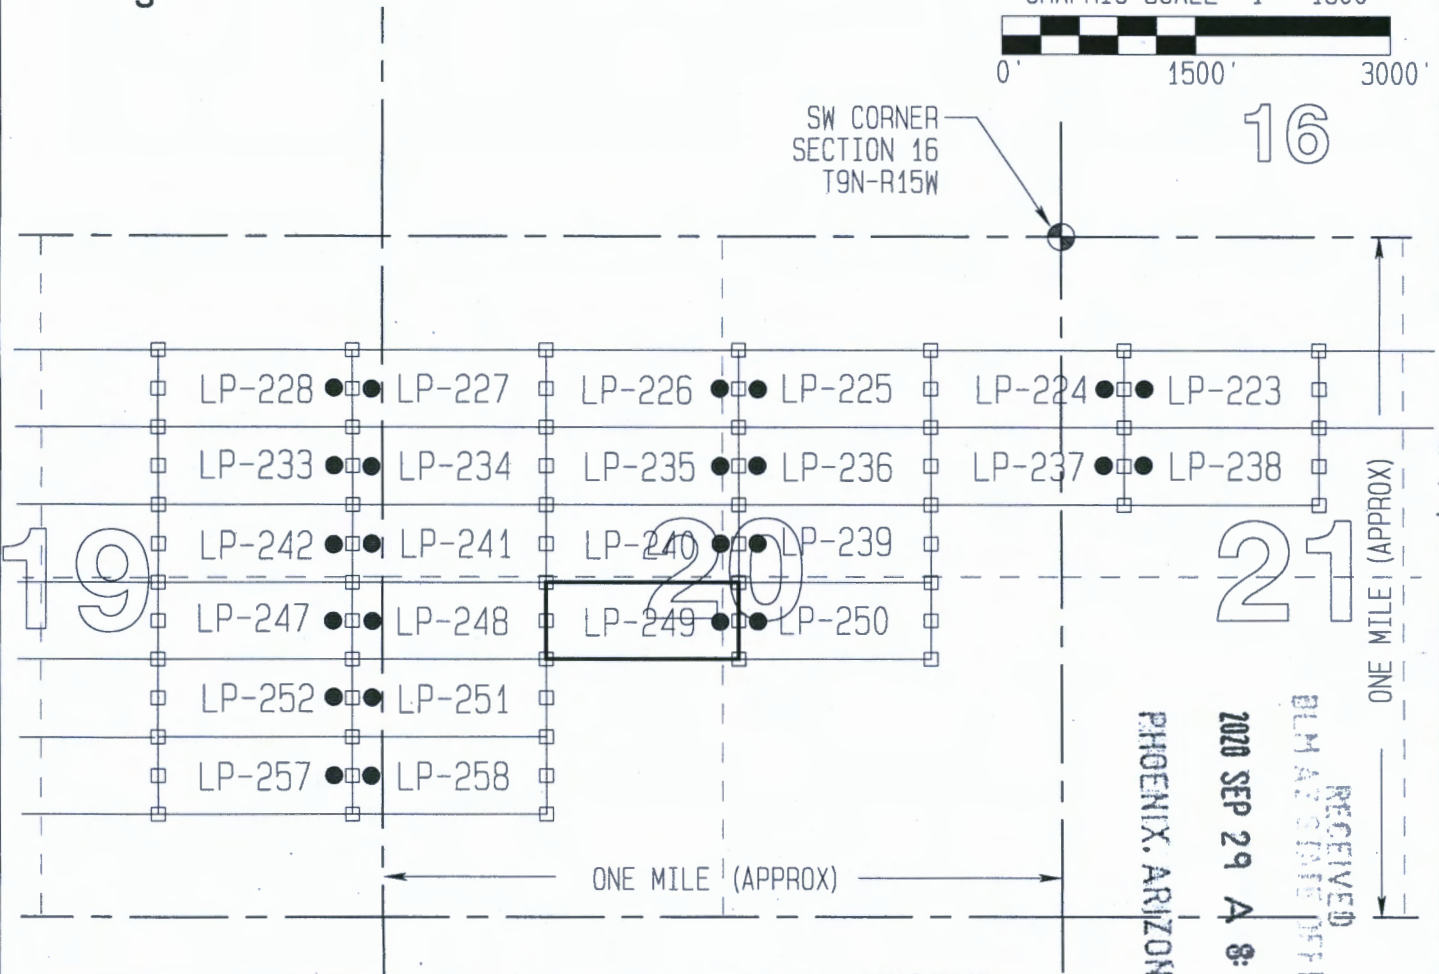 0' 1500' 3000'
16
SW CORNER
SECTION 16
T9N-R15W
LP-228 LP-227 LP-226 LP-225 LP-224 LP-223
LP-233 LP-234 LP-235 LP-236 LP-237 LP-238
LP-242 LP-241 LP-240 LP-239
19 20 21
LP-247 LP-248 LP-249 LP-250
LP-252 LP-251
LP-257 LP-258
ONE MILE (APPROX)
ONE MILE (APPROX)
RECEIVED
2020 SEP 29 A 8:
PHOENIX, ARIZON